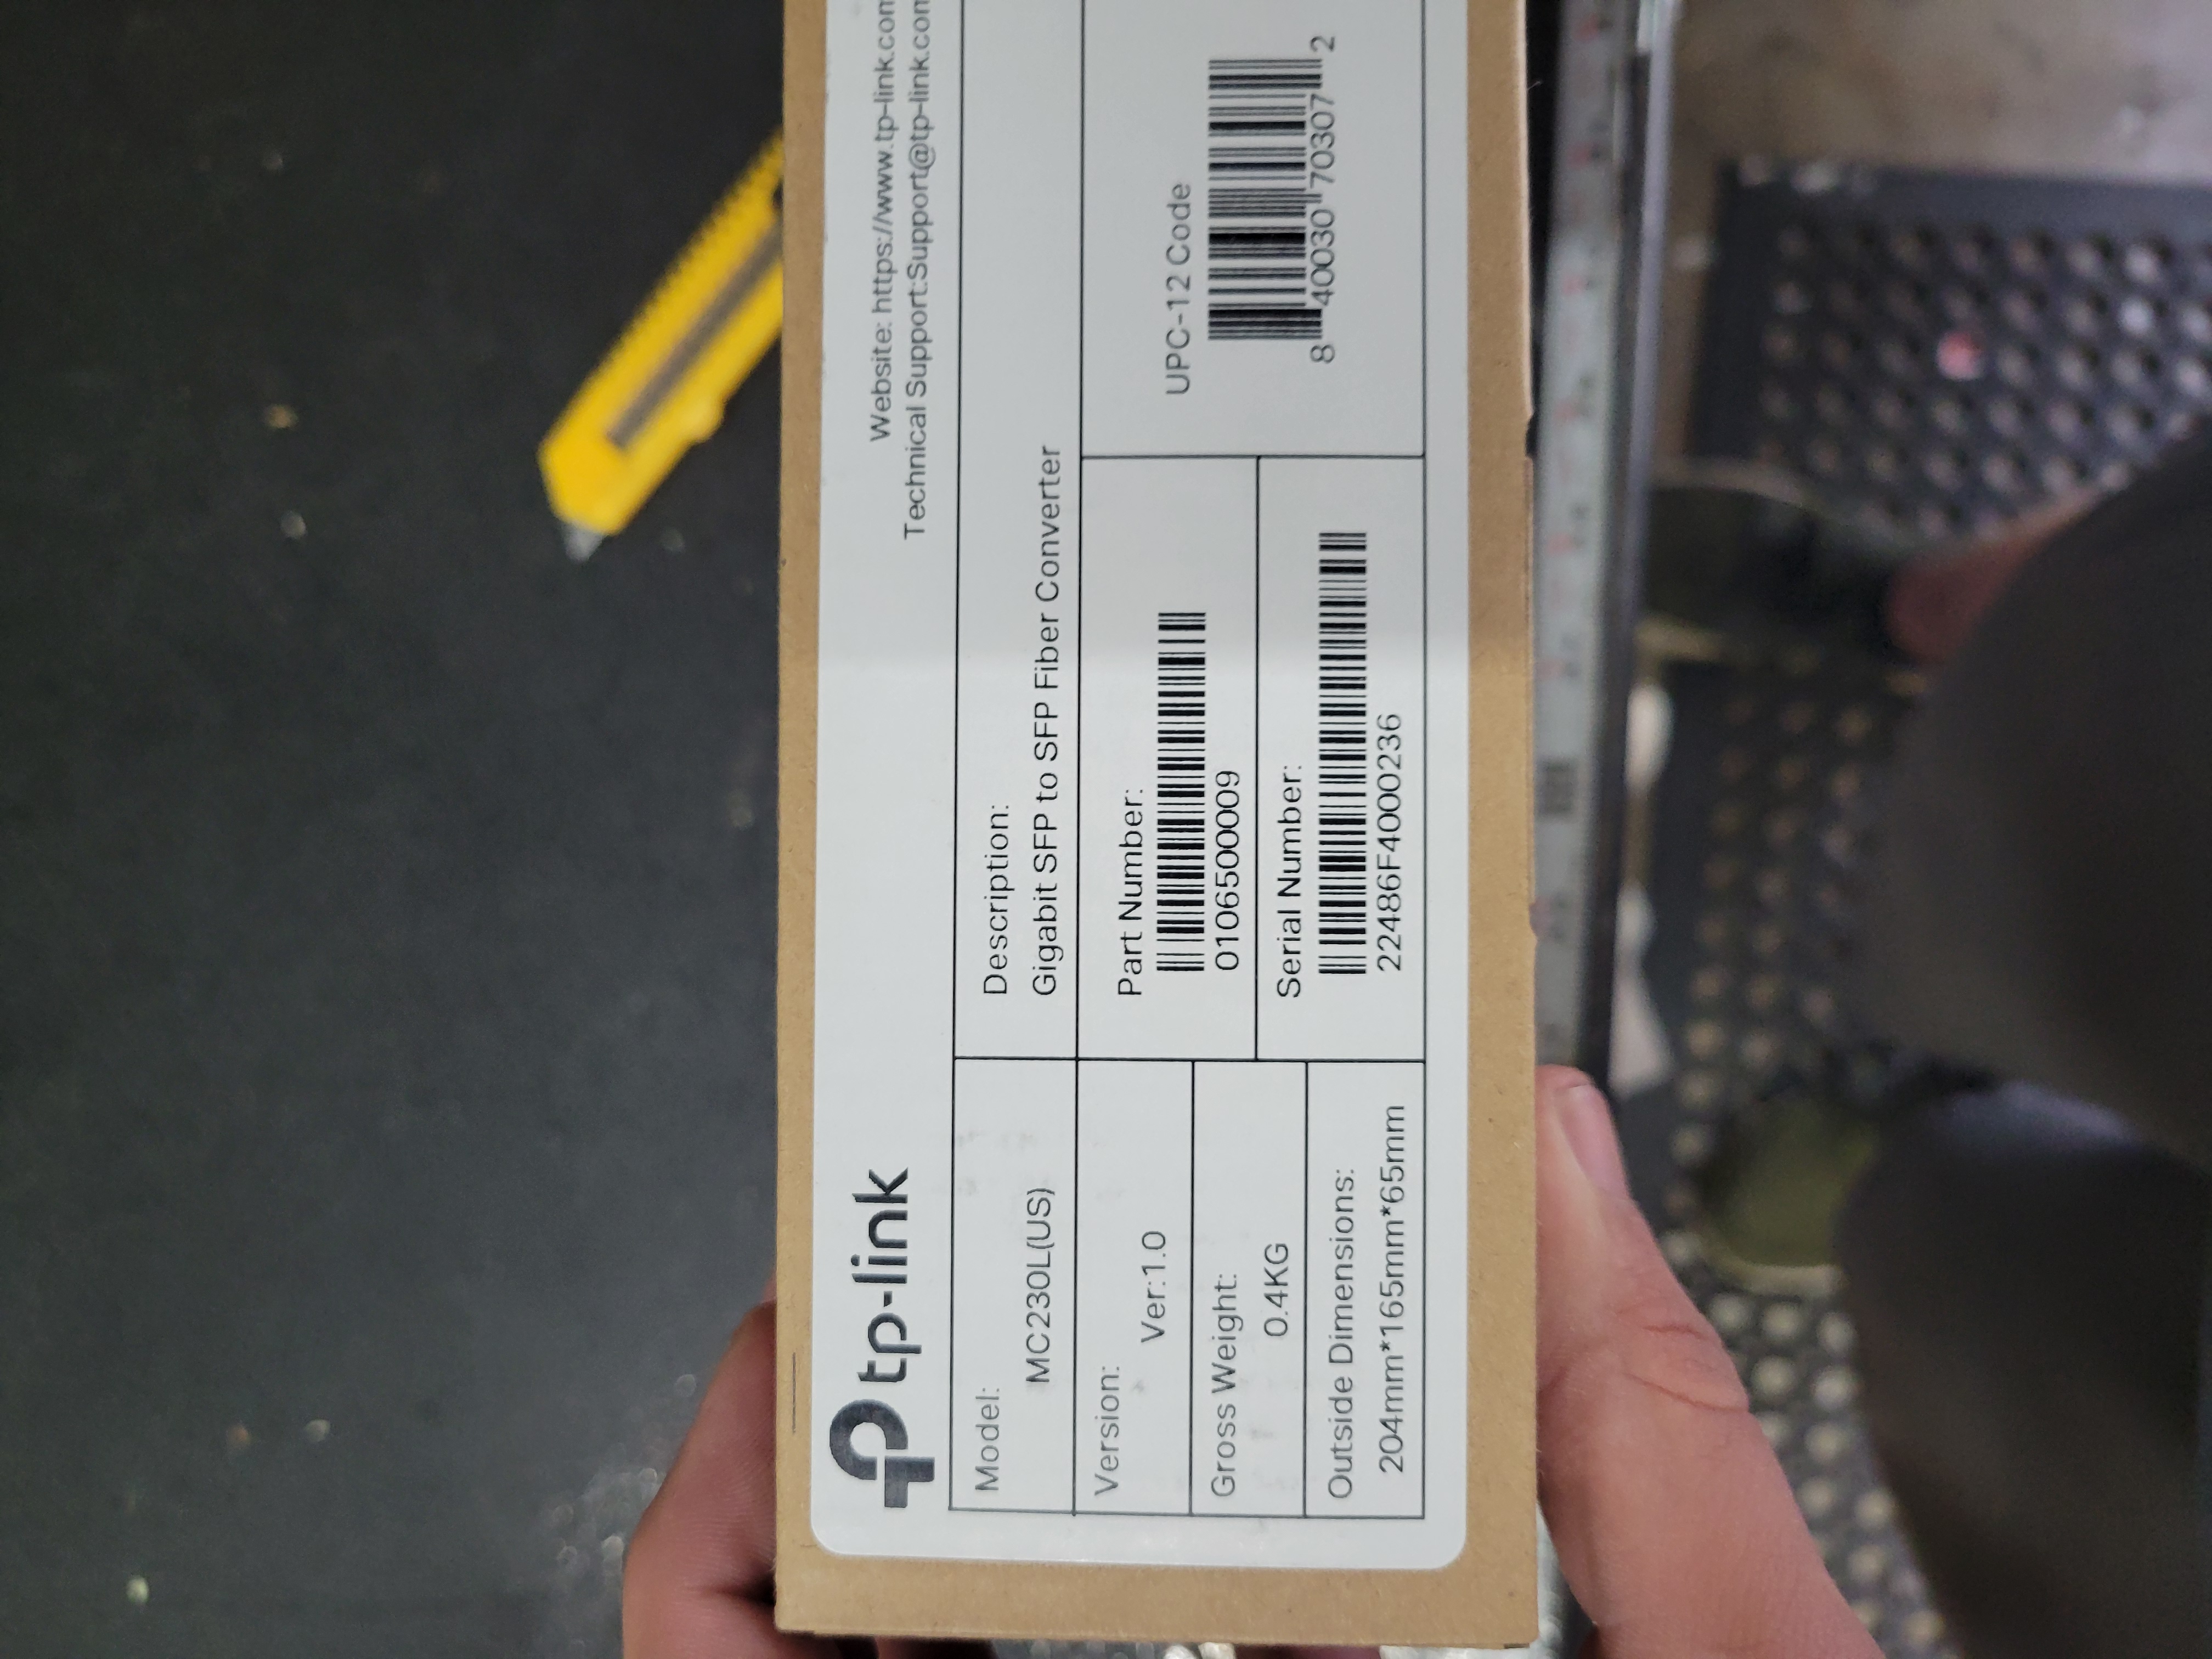 tp-link
Website: https://www.tp-link.com
Technical Support:Support@tp-link.com
Model:
MC230L(US)
Description:
Gigabit SFP to SFP Fiber Converter
Version:
Ver:1.0
Gross Weight:
0.4KG
Outside Dimensions:
204mm*165mm*65mm
Part Number:
0106500009
Serial Number:
22486F4000236
UPC-12 Code
8 40030 70307 2